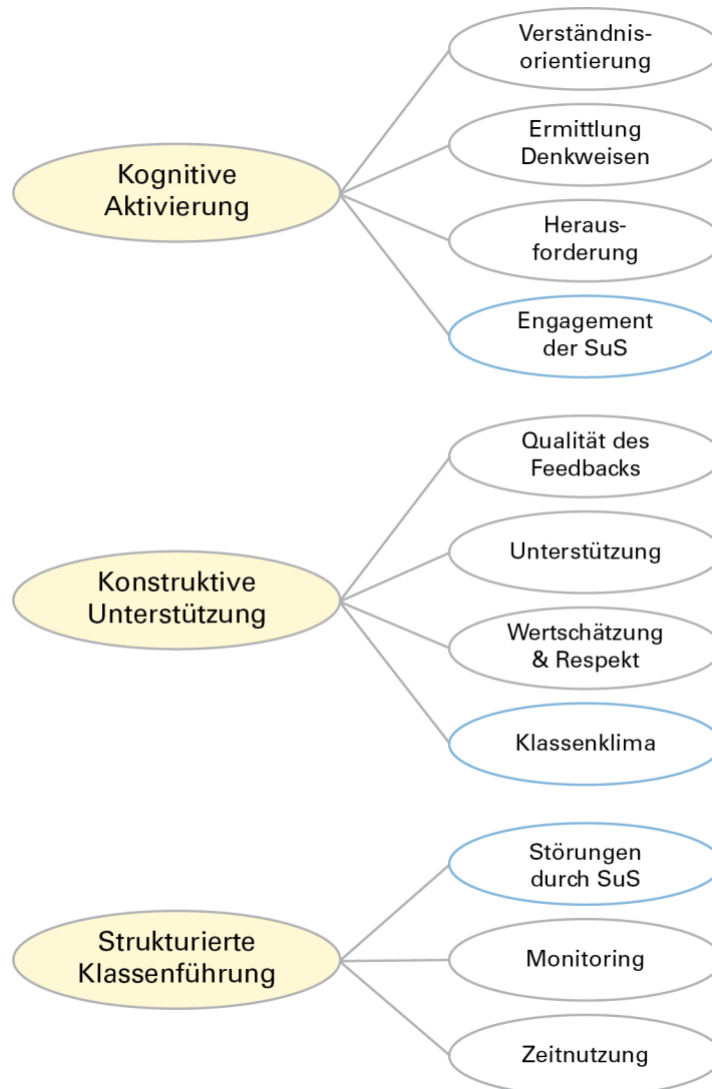 Kognitive
Aktivierung
Verständnis-
orientierung
Ermittlung
Denkweisen
Heraus-
forderung
Engagement
der SuS
Konstruktive
Unterstützung
Qualität des
Feedbacks
Unterstützung
Wertschätzung
& Respekt
Klassenklima
Strukturierte
Klassenführung
Störungen
durch SuS
Monitoring
Zeitnutzung